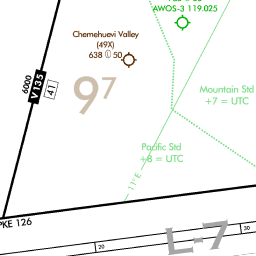 AWOS-3 119.025
Chemehuevi Valley
(49X)
638 Ⓛ 50
6000
V135
41
9⁷
Mountain Std
+7 = UTC
Pacific Std
+8 = UTC
11°E
PKE 126
L-7
20
30